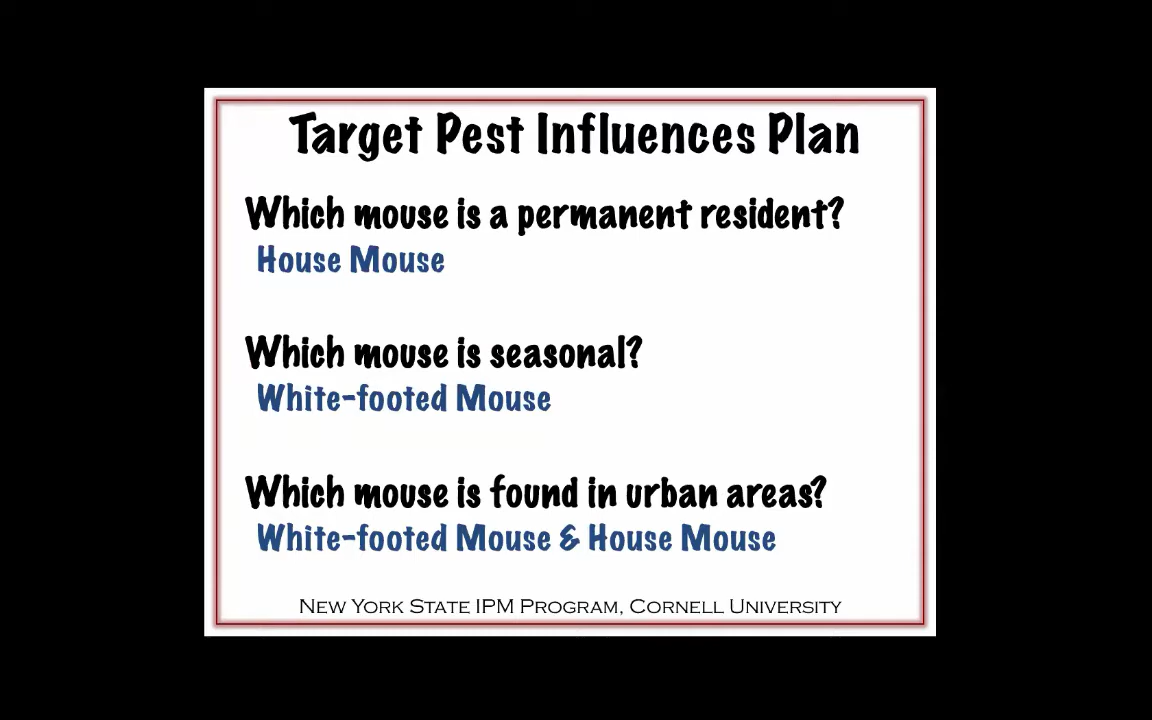 Target Pest Influences Plan
Which mouse is a permanent resident?
House Mouse
Which mouse is seasonal?
White-footed Mouse
Which mouse is found in urban areas?
White-footed Mouse & House Mouse
New York State IPM Program, Cornell University